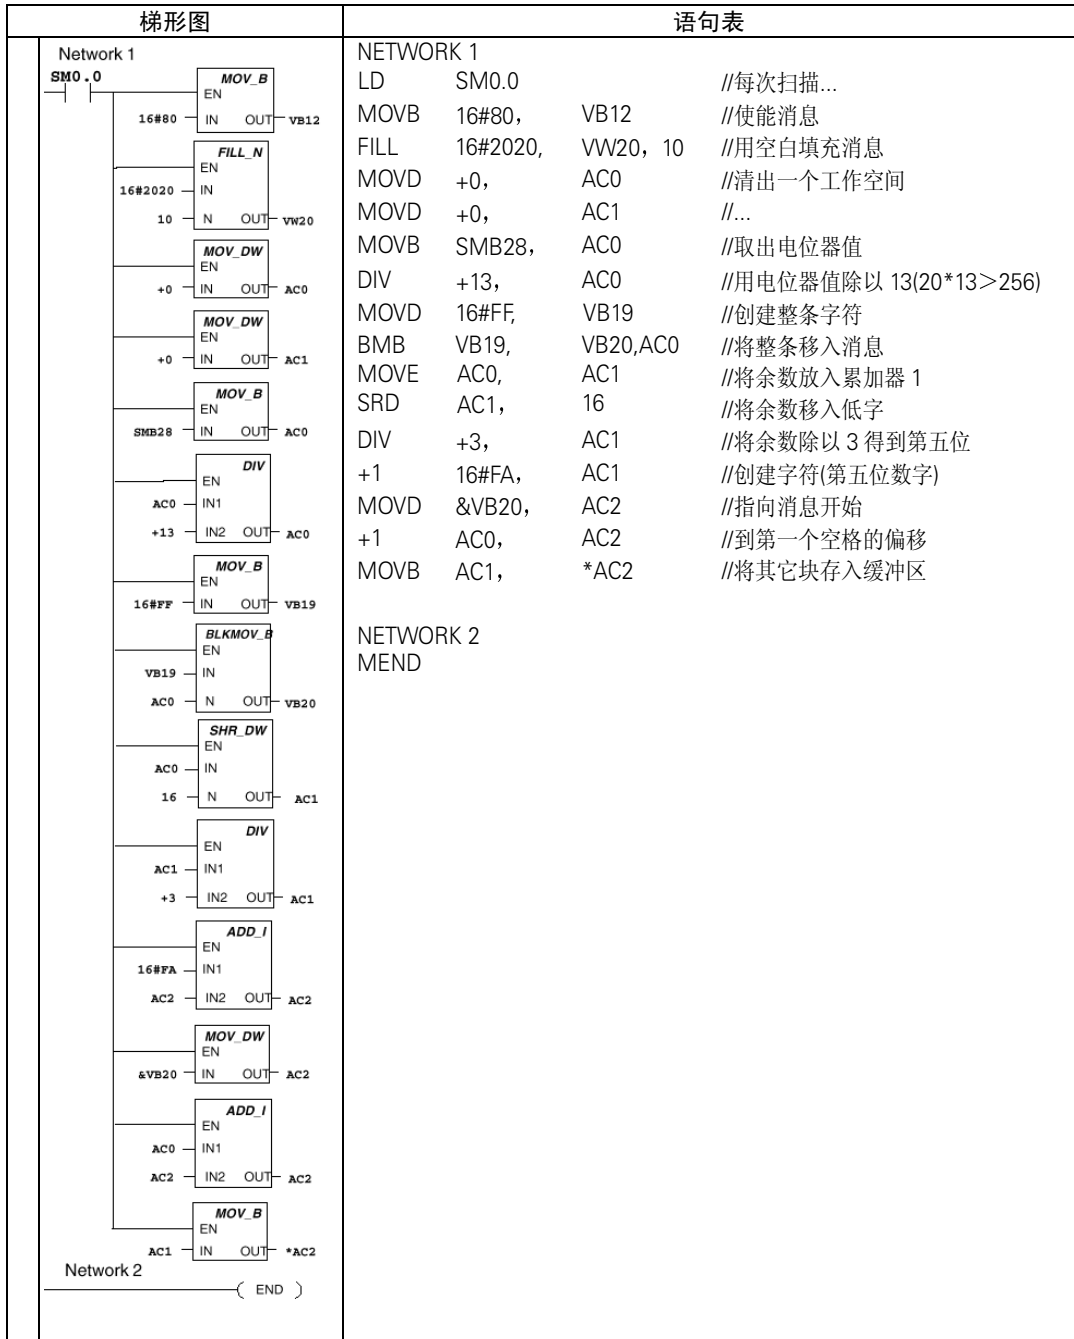 梯形图
语句表
Network 1
SM0.0
MOV_B
EN
16#80 IN OUT VB12
FILL_N
EN
16#2020 IN
10 N OUT VW20
MOV_DW
EN
+0 IN OUT AC0
MOV_DW
EN
+0 IN OUT AC1
MOV_B
EN
SMB28 IN OUT AC0
DIV
EN
AC0 IN1
+13 IN2 OUT AC0
MOV_B
EN
16#FF IN OUT VB19
BLKMOV_B
EN
VB19 IN
AC0 N OUT VB20
SHR_DW
EN
AC0 IN
16 N OUT AC1
DIV
EN
AC1 IN1
+3 IN2 OUT AC1
ADD_I
EN
16#FA IN1
AC2 IN2 OUT AC2
MOV_DW
EN
&VB20 IN OUT AC2
ADD_I
EN
AC0 IN1
AC2 IN2 OUT AC2
MOV_B
EN
AC1 IN OUT *AC2
Network 2
( END )
NETWORK 1
LD SM0.0 //每次扫描...
MOVB 16#80， VB12 //使能消息
FILL 16#2020, VW20，10 //用空白填充消息
MOVD +0， AC0 //清出一个工作空间
MOVD +0， AC1 //...
MOVB SMB28， AC0 //取出电位器值
DIV +13， AC0 //用电位器值除以 13(20*13＞256)
MOVD 16#FF, VB19 //创建整条字符
BMB VB19, VB20,AC0 //将整条移入消息
MOVE AC0, AC1 //将余数放入累加器 1
SRD AC1， 16 //将余数移入低字
DIV +3， AC1 //将余数除以 3 得到第五位
+1 16#FA， AC1 //创建字符(第五位数字)
MOVD &VB20， AC2 //指向消息开始
+1 AC0， AC2 //到第一个空格的偏移
MOVB AC1， *AC2 //将其它块存入缓冲区
NETWORK 2
MEND